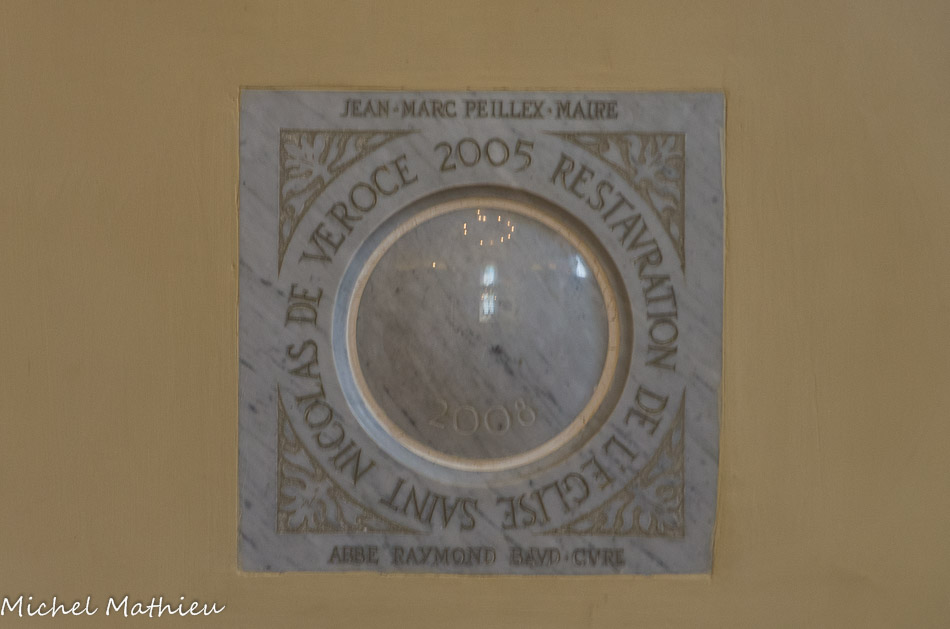 JEAN-MARC PEILLEX·MAIRE
2005 RESTAVRATION DE L'EGLISE SAINT NICOLAS DE VEROCE
2008
ABBE RAYMOND BAVD·CVRE
Michel Mathieu